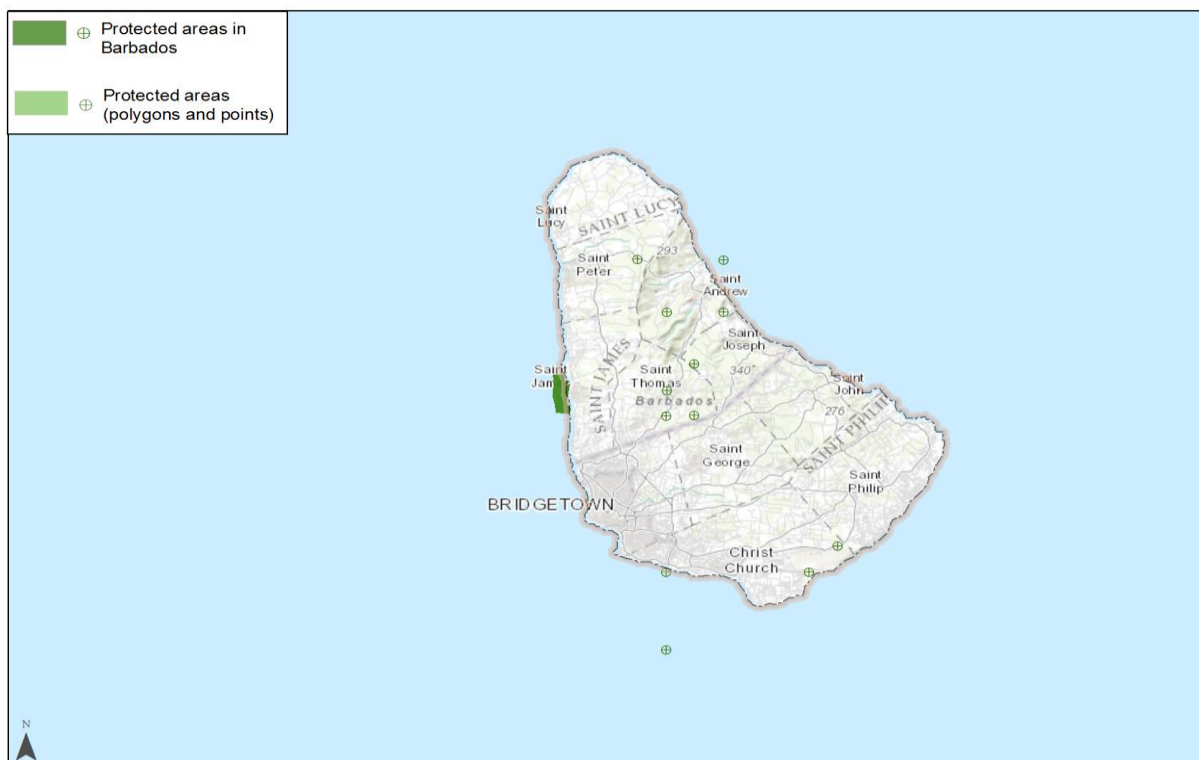 Protected areas in
Barbados
Protected areas
(polygons and points)
Saint
Lucy
SAINT LUCY
Saint
Peter
293
Saint
Andrew
Saint
Joseph
SAINT JAMES
Saint
James
Saint
Thomas
340
Barbados
Saint
John
276
SAINT PHILIP
Saint
George
Saint
Philip
BRIDGETOWN
Christ
Church
N